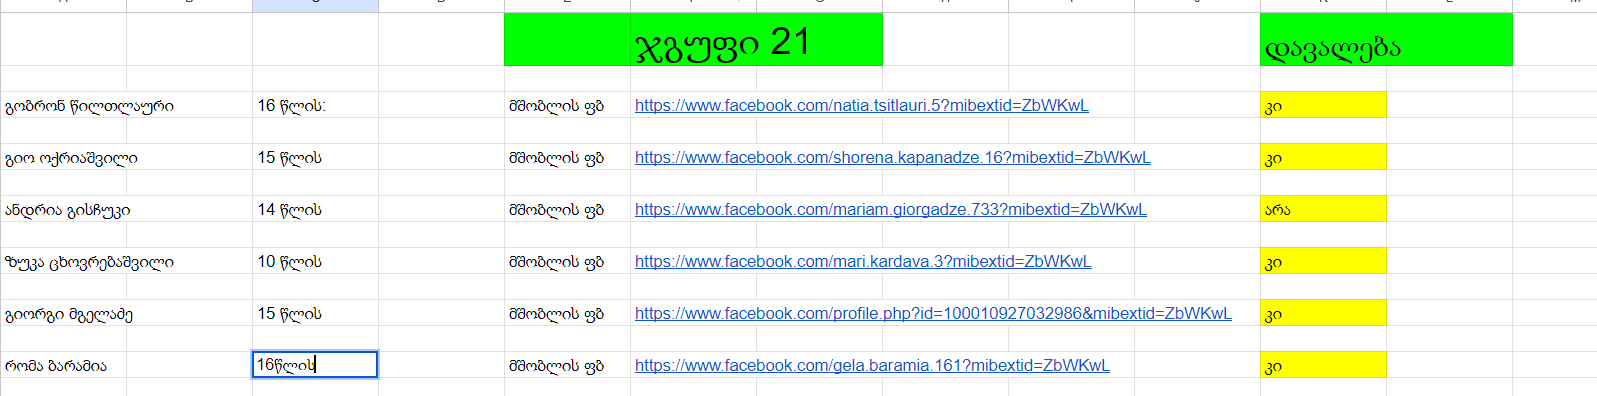 ჯგუფი 21 დავალება
გობრონ წილთლაური 16 წლის: მშობლის ფბ https://www.facebook.com/natia.tsitlauri.5?mibextid=ZbWKwL კი
გიო ოქრიაშვილი 15 წლის მშობლის ფბ https://www.facebook.com/shorena.kapanadze.16?mibextid=ZbWKwL კი
ანდრია გისჩუკი 14 წლის მშობლის ფბ https://www.facebook.com/mariam.giorgadze.733?mibextid=ZbWKwL არა
ზუკა ცხოვრებაშვილი 10 წლის მშობლის ფბ https://www.facebook.com/mari.kardava.3?mibextid=ZbWKwL კი
გიორგი მგელაძე 15 წლის მშობლის ფბ https://www.facebook.com/profile.php?id=100010927032986&mibextid=ZbWKwL კი
რომა ბარამია 16წლის მშობლის ფბ https://www.facebook.com/gela.baramia.161?mibextid=ZbWKwL კი